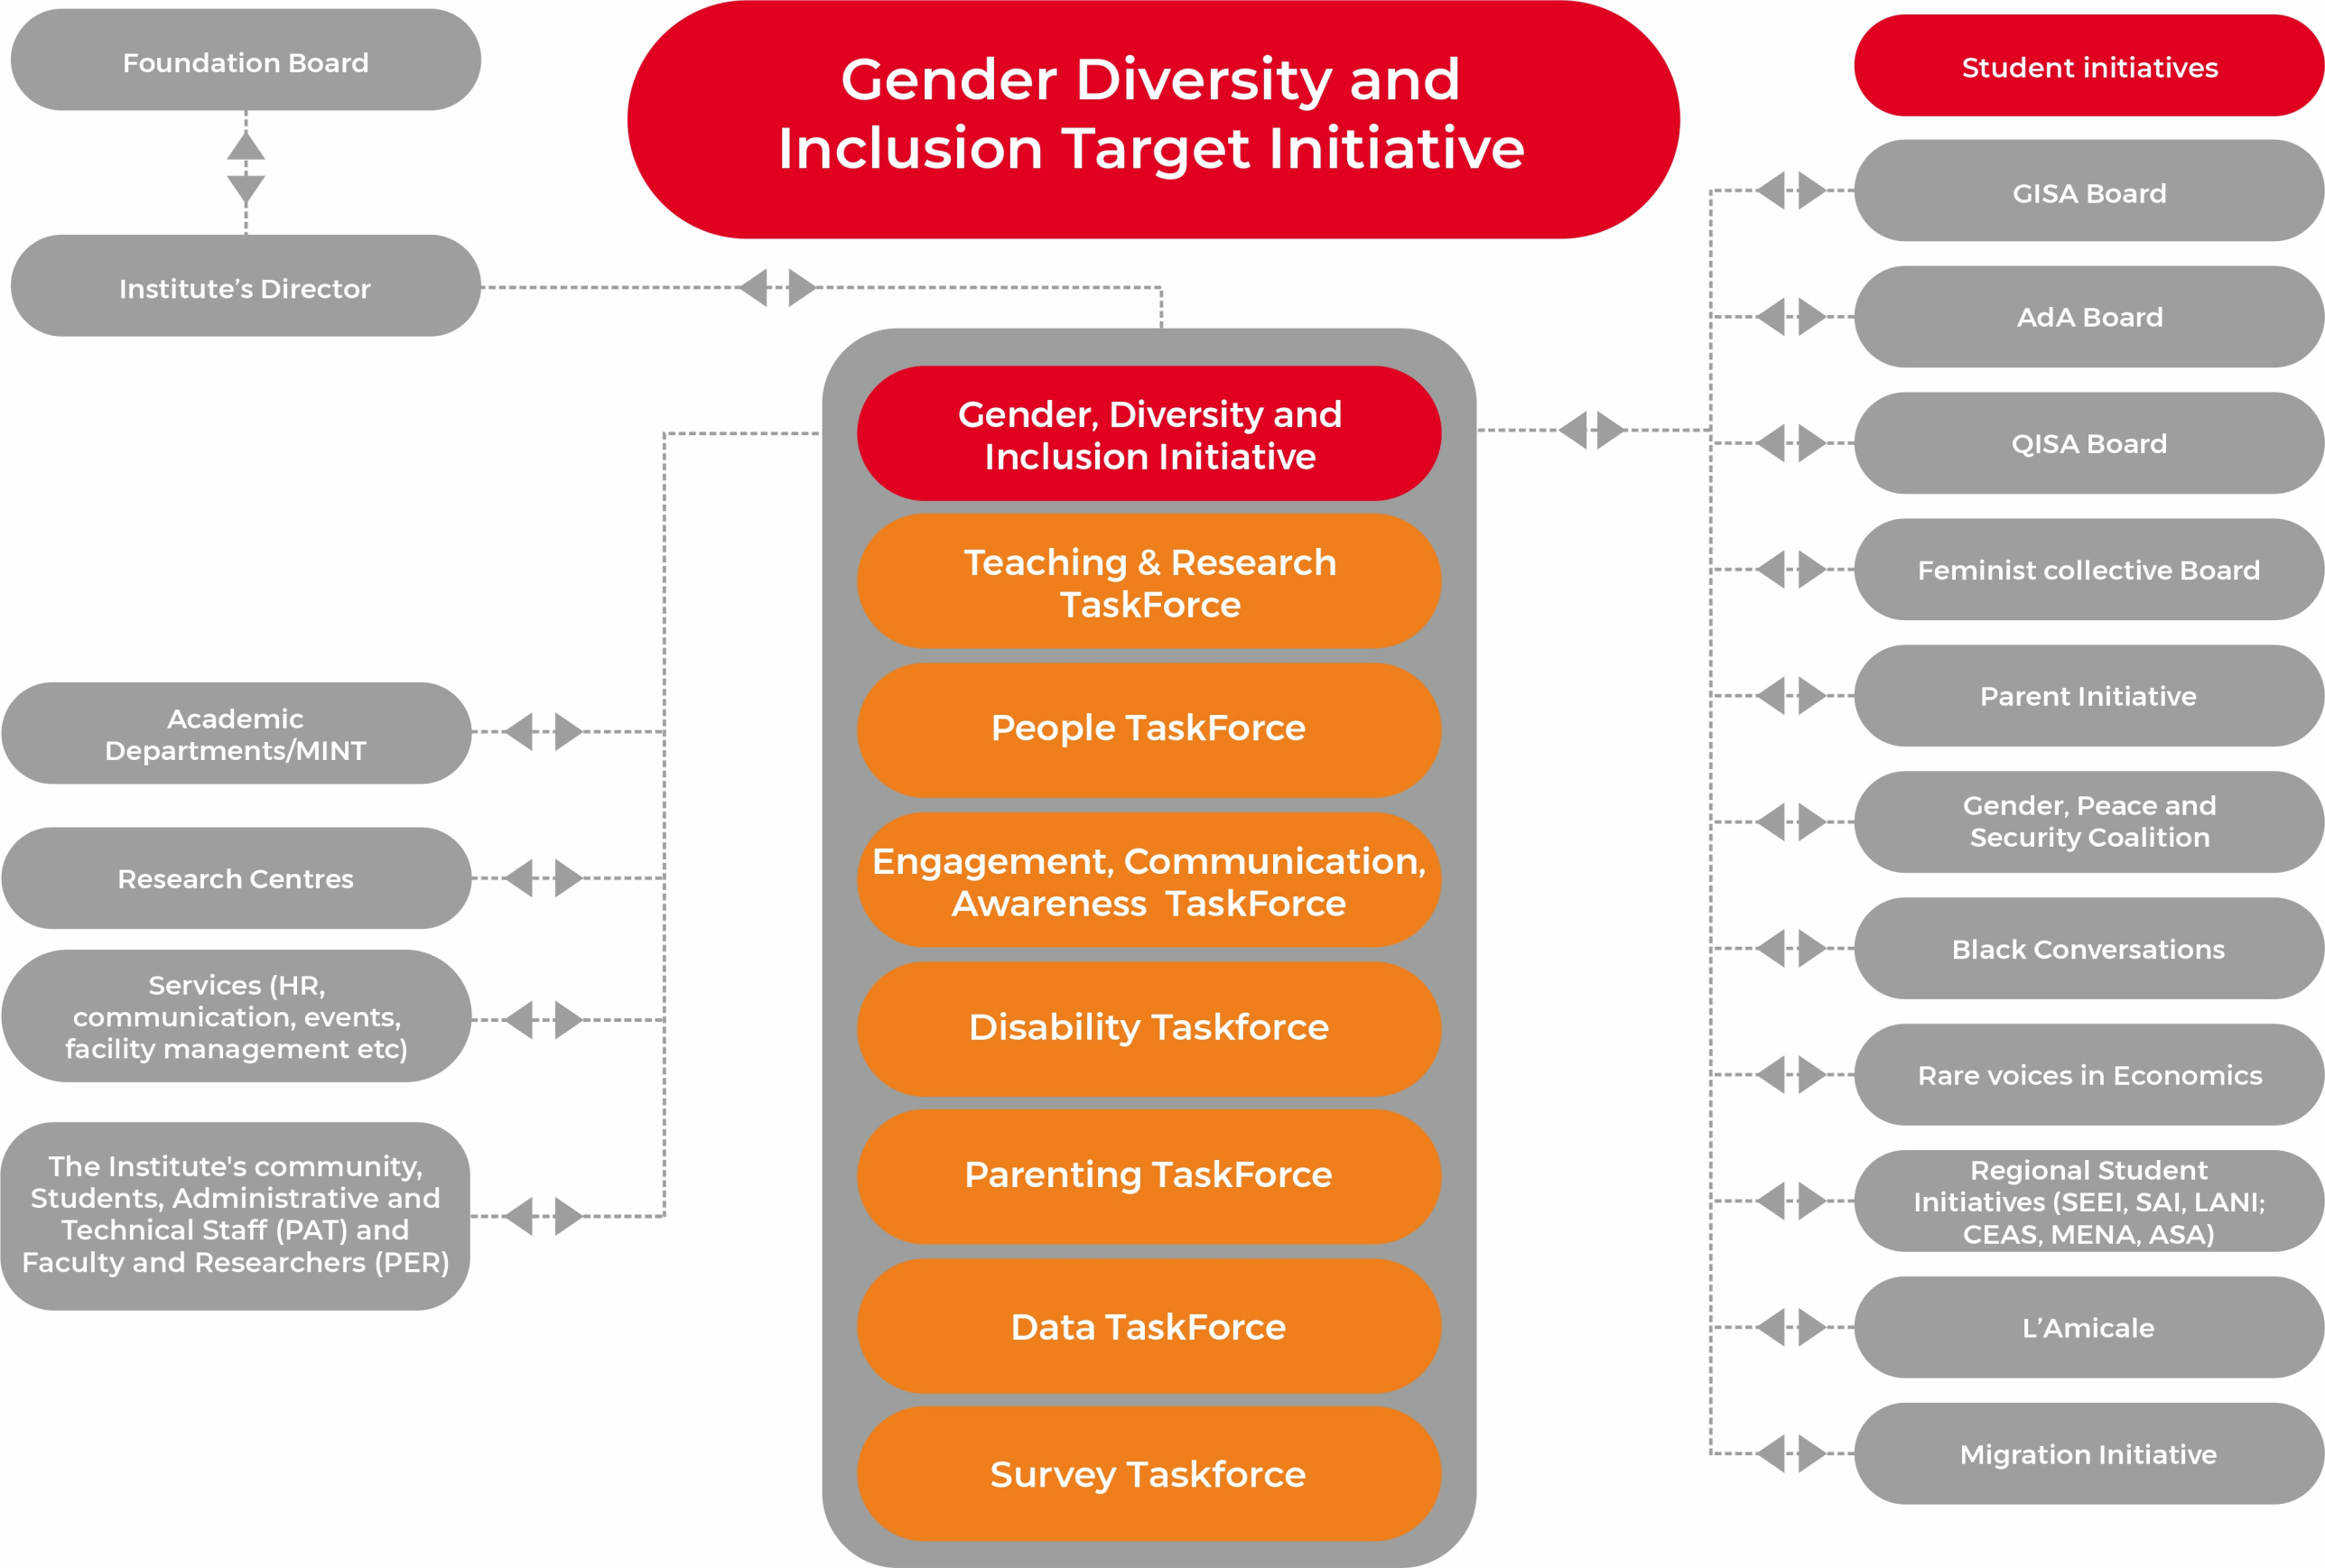 Foundation Board
Institute’s Director
Gender Diversity and
Inclusion Target Initiative
Gender, Diversity and
Inclusion Initiative
Teaching & Research
TaskForce
People TaskForce
Engagement, Communication,
Awareness TaskForce
Disability Taskforce
Parenting TaskForce
Data TaskForce
Survey Taskforce
Academic
Departments/MINT
Research Centres
Services (HR,
communication, events,
facility management etc)
The Institute's community,
Students, Administrative and
Technical Staff (PAT) and
Faculty and Researchers (PER)
Student initiatives
GISA Board
AdA Board
QISA Board
Feminist collective Board
Parent Initiative
Gender, Peace and
Security Coalition
Black Conversations
Rare voices in Economics
Regional Student
Initiatives (SEEI, SAI, LANI;
CEAS, MENA, ASA)
L’Amicale
Migration Initiative